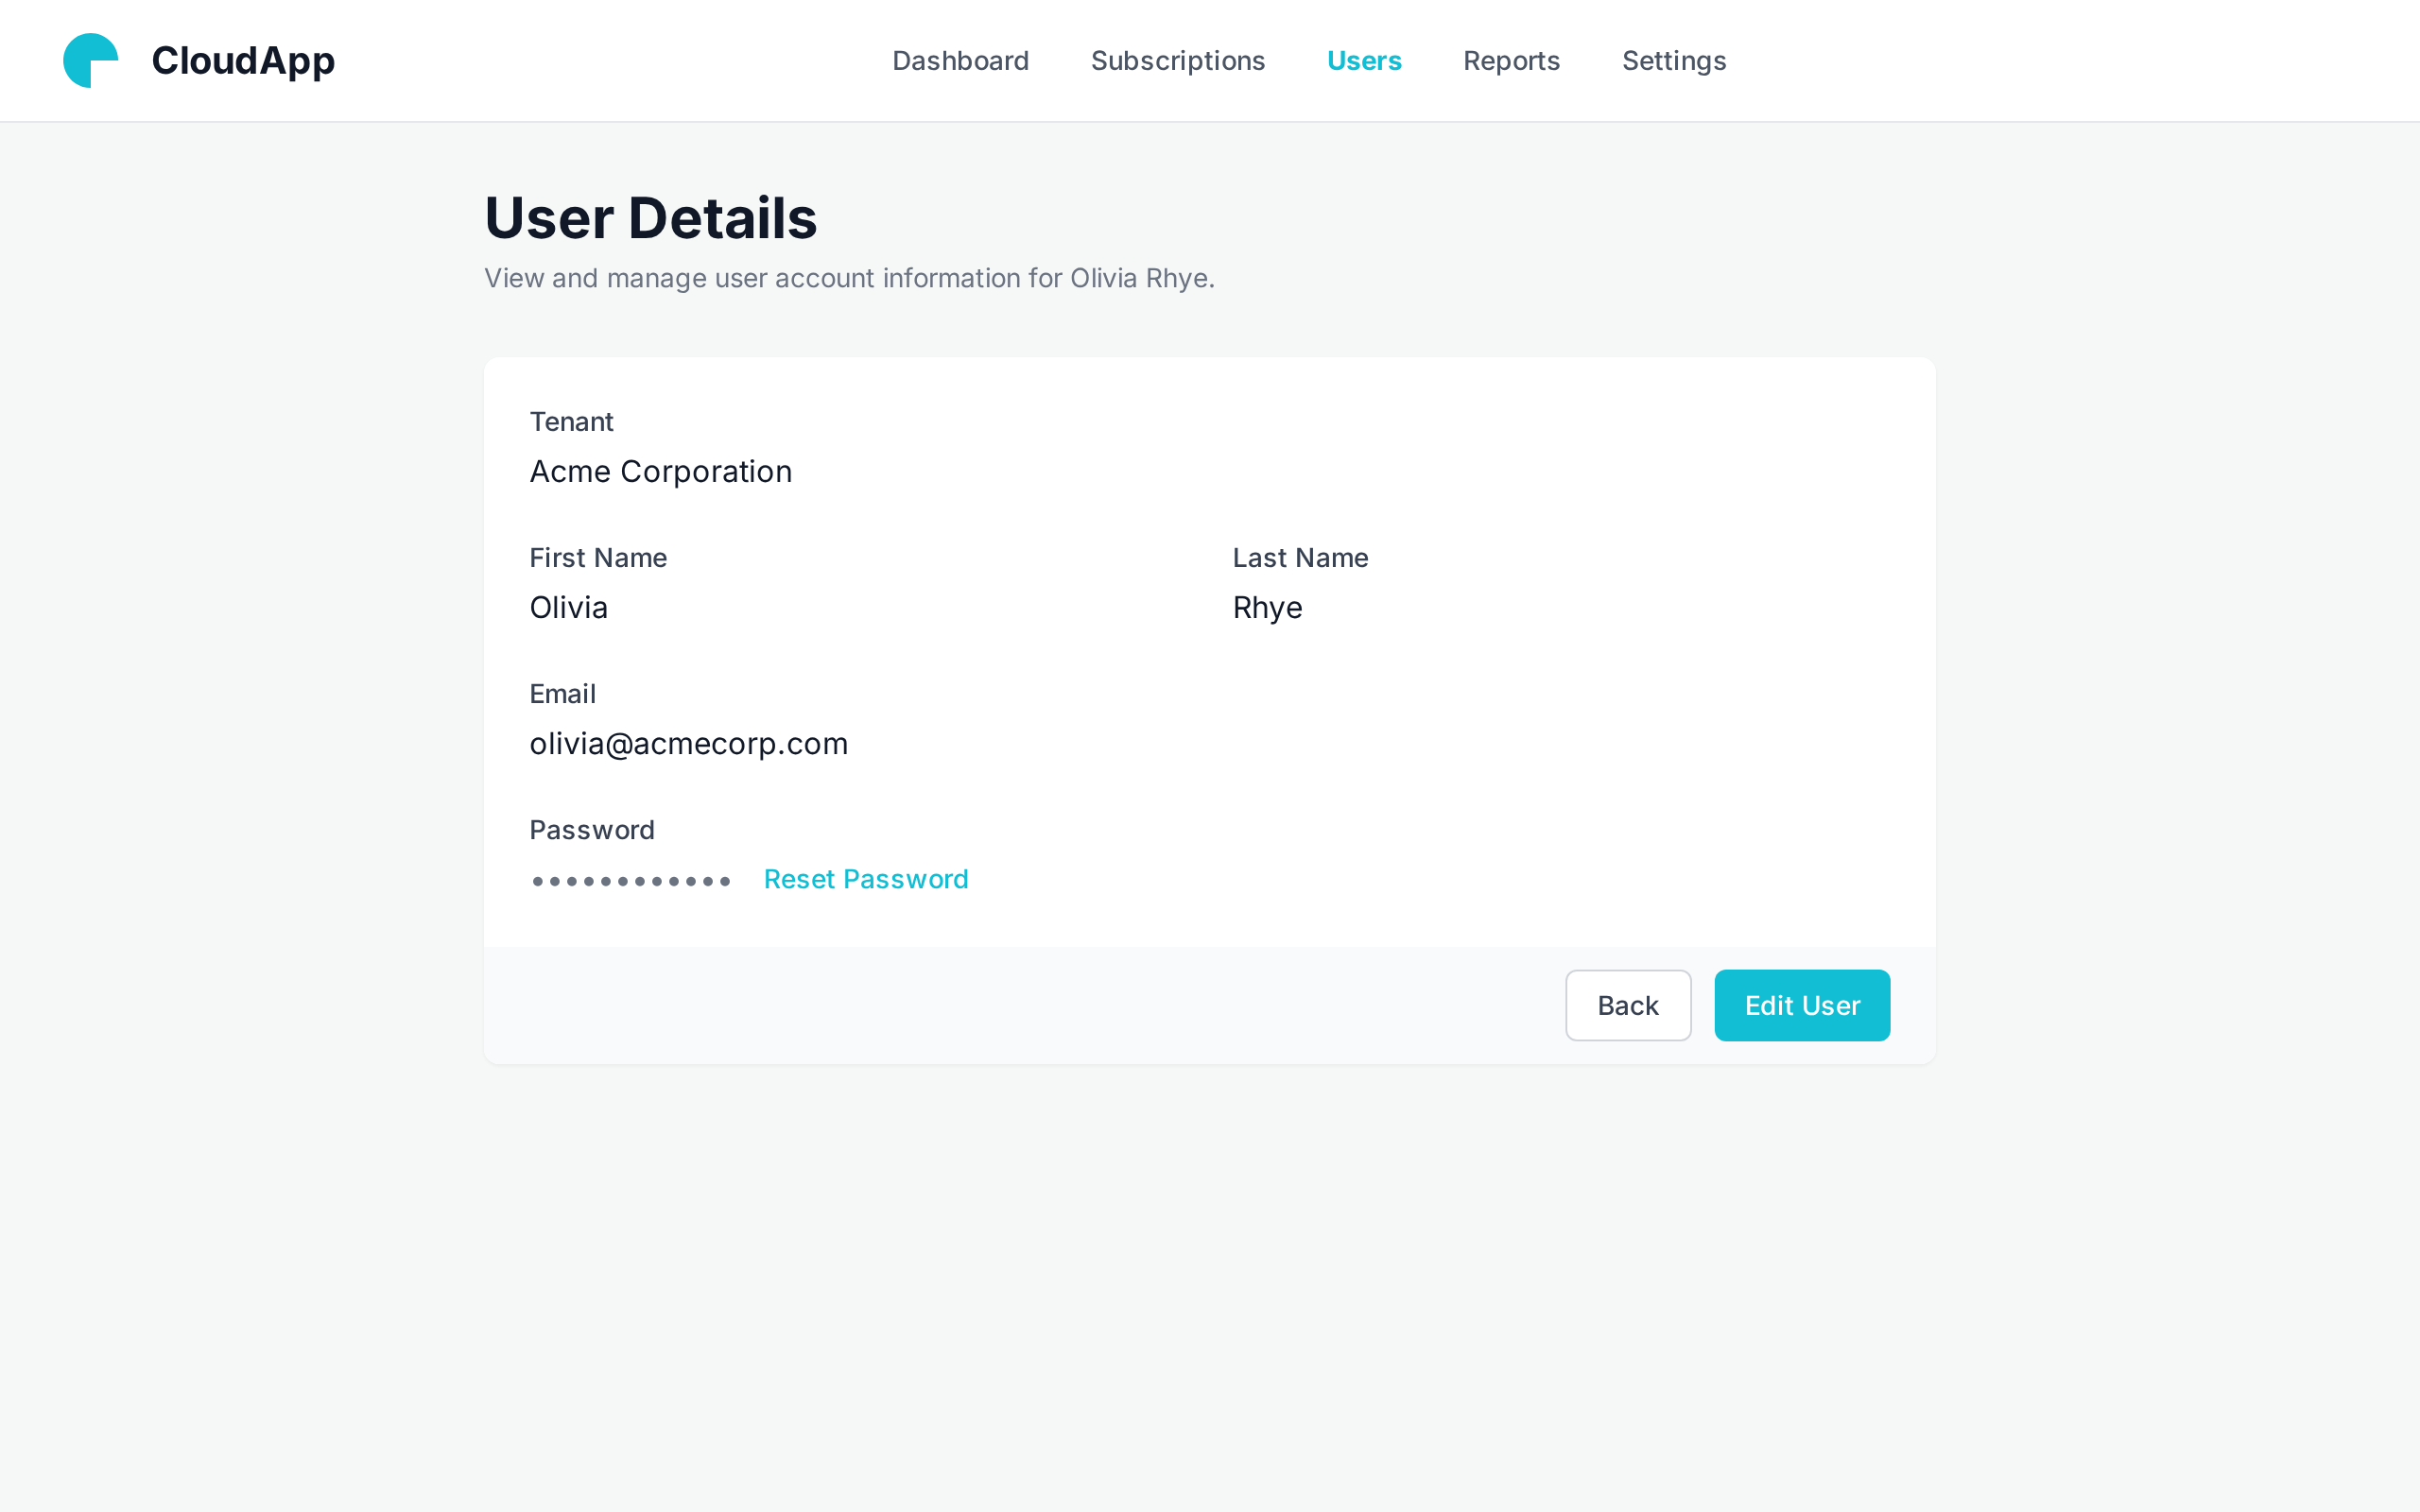 CloudApp
Dashboard Subscriptions Users Reports Settings
User Details
View and manage user account information for Olivia Rhye.
Tenant
Acme Corporation
First Name Last Name
Olivia Rhye
Email
olivia@acmecorp.com
Password
•••••••••••• Reset Password
Back Edit User